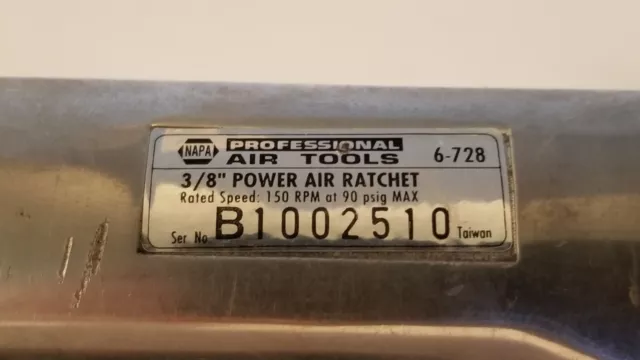 NAPA PROFESSIONAL
AIR TOOLS 6-728
3/8" POWER AIR RATCHET
Rated Speed: 150 RPM at 90 psig MAX
Ser No B1002510 Taiwan